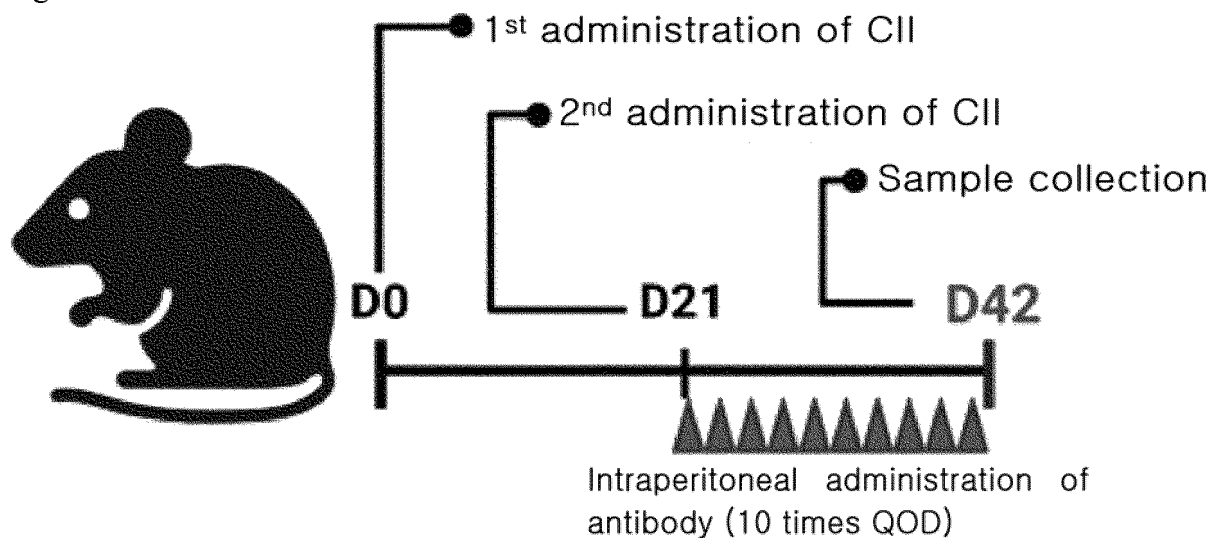 1st administration of CII
2nd administration of CII
Sample collection
D0
D21
D42
Intraperitoneal administration of
antibody (10 times QOD)